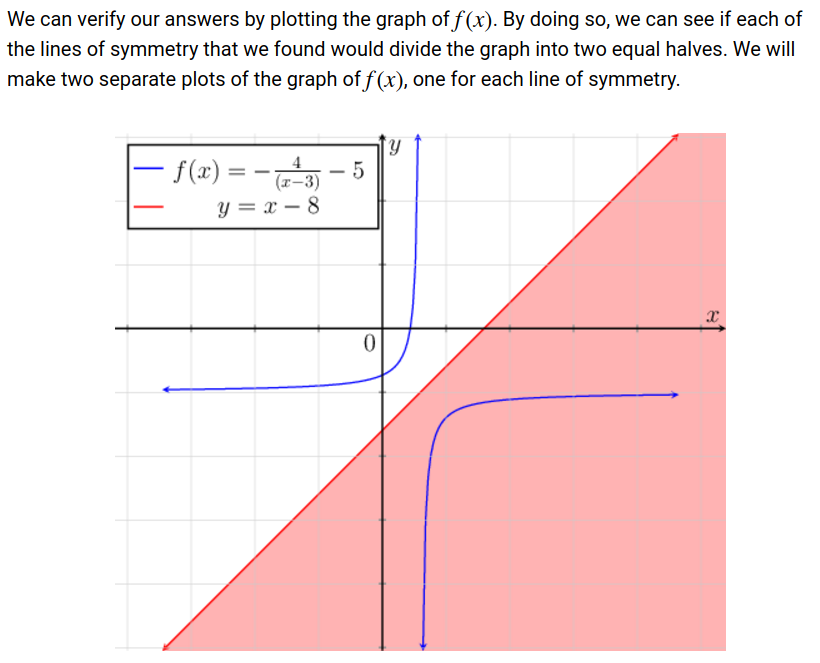 We can verify our answers by plotting the graph of f(x). By doing so, we can see if each of
the lines of symmetry that we found would divide the graph into two equal halves. We will
make two separate plots of the graph of f(x), one for each line of symmetry.
y
f(x) = −4/(x−3) − 5
y = x − 8
x
0